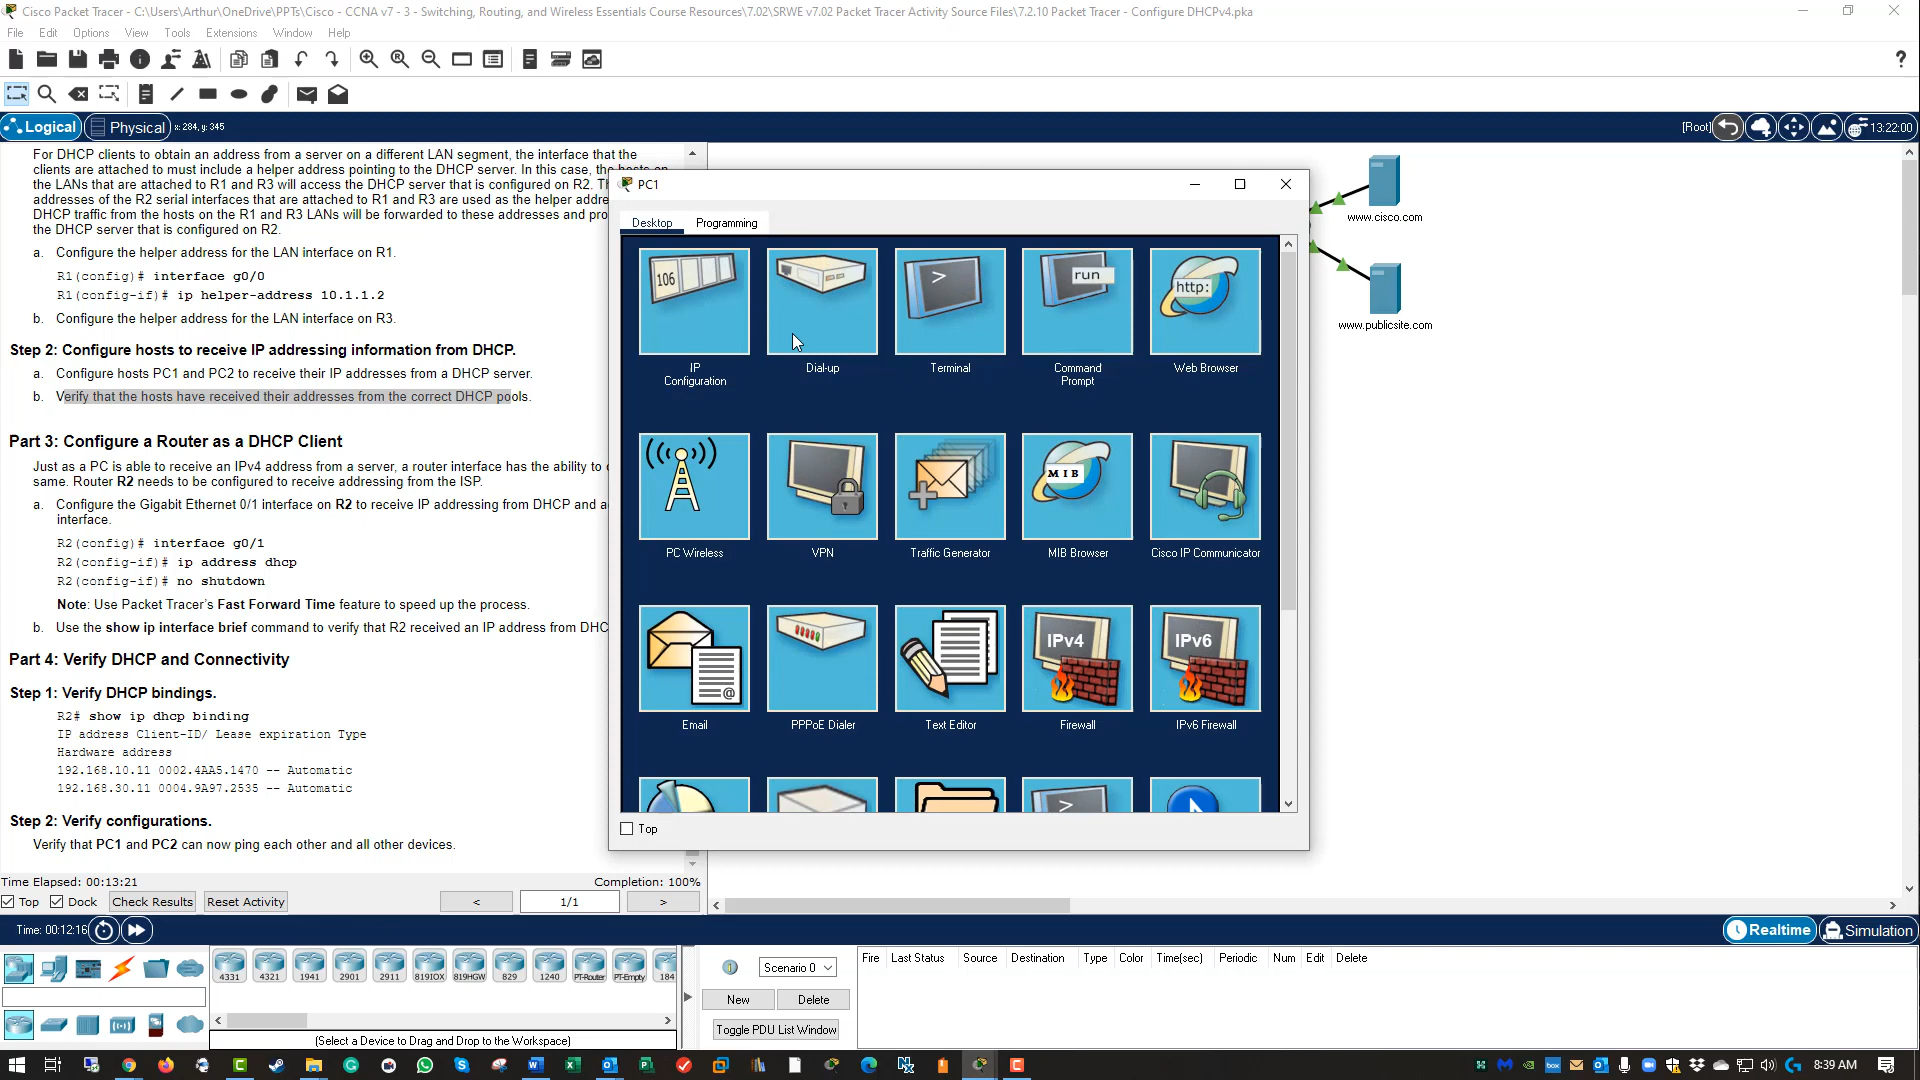 Cisco Packet Tracer - C:\Users\Arthur\OneDrive\PPTs\Cisco - CCNA v7 - 3 - Switching, Routing, and Wireless Essentials Course Resources\7.02\SRWE v7.02 Packet Tracer Activity Source Files\7.2.10 Packet Tracer - Configure DHCPv4.pka
File Edit Options View Tools Extensions Window Help
?
Logical Physical x: 284, y: 345
[Root] 13:22:00
For DHCP clients to obtain an address from a server on a different LAN segment, the interface that the
clients are attached to must include a helper address pointing to the DHCP server. In this case, the hosts on
the LANs that are attached to R1 and R3 will access the DHCP server that is configured on R2. T
addresses of the R2 serial interfaces that are attached to R1 and R3 are used as the helper addre
DHCP traffic from the hosts on the R1 and R3 LANs will be forwarded to these addresses and pro
the DHCP server that is configured on R2.
a. Configure the helper address for the LAN interface on R1.
R1(config)# interface g0/0
R1(config-if)# ip helper-address 10.1.1.2
b. Configure the helper address for the LAN interface on R3.
Step 2: Configure hosts to receive IP addressing information from DHCP.
a. Configure hosts PC1 and PC2 to receive their IP addresses from a DHCP server.
b. Verify that the hosts have received their addresses from the correct DHCP pools.
Part 3: Configure a Router as a DHCP Client
Just as a PC is able to receive an IPv4 address from a server, a router interface has the ability to
same. Router R2 needs to be configured to receive addressing from the ISP.
a. Configure the Gigabit Ethernet 0/1 interface on R2 to receive IP addressing from DHCP and a
interface.
R2(config)# interface g0/1
R2(config-if)# ip address dhcp
R2(config-if)# no shutdown
Note: Use Packet Tracer's Fast Forward Time feature to speed up the process.
b. Use the show ip interface brief command to verify that R2 received an IP address from DHC
Part 4: Verify DHCP and Connectivity
Step 1: Verify DHCP bindings.
R2# show ip dhcp binding
IP address Client-ID/ Lease expiration Type
Hardware address
192.168.10.11 0002.4AA5.1470 -- Automatic
192.168.30.11 0004.9A97.2535 -- Automatic
Step 2: Verify configurations.
Verify that PC1 and PC2 can now ping each other and all other devices.
Time Elapsed: 00:13:21 Completion: 100%
Top Dock Check Results Reset Activity < 1/1 >
PC1
Desktop Programming
106 > run http:
IP Configuration
Dial-up
Terminal
Command Prompt
Web Browser
MIB
PC Wireless
VPN
Traffic Generator
MIB Browser
Cisco IP Communicator
@ IPv4 IPv6
Email
PPPoE Dialer
Text Editor
Firewall
IPv6 Firewall
>
Top
www.cisco.com
www.publicsite.com
Time: 00:12:16 Realtime Simulation
4331 4321 1941 2901 2911 819IOX 819HGW 829 1240 PT-Router PT-Empty 184
(Select a Device to Drag and Drop to the Workspace)
Scenario 0
New Delete
Toggle PDU List Window
Fire Last Status Source Destination Type Color Time(sec) Periodic Num Edit Delete
8:39 AM